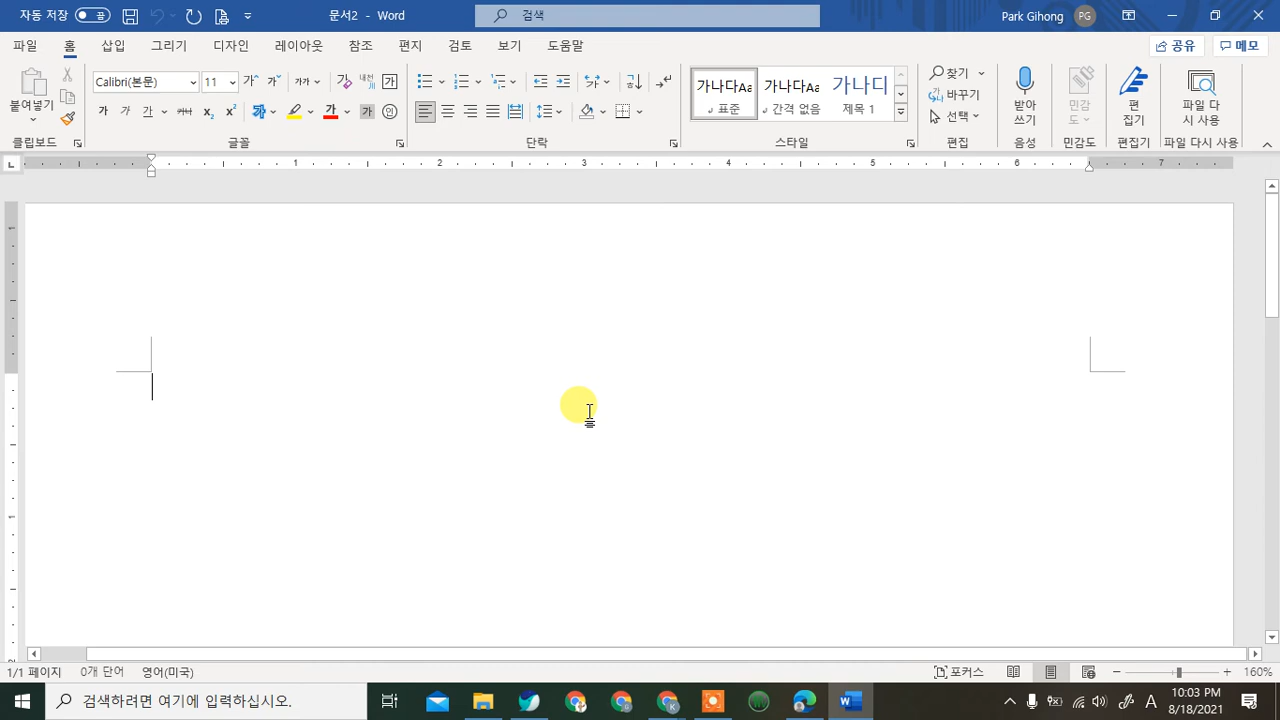 자동 저장 끔 문서2 - Word 검색 Park Gihong PG
파일 홈 삽입 그리기 디자인 레이아웃 참조 편지 검토 보기 도움말 공유 메모
붙여넣기 Calibri(본문) 11 가나다Aa 가나다Aa 가나다 찾기
바꾸기
선택
표준 간격 없음 제목 1
받아
쓰기
민감
도
편
집기
파일 다
시 사용
클립보드 글꼴 단락 스타일 편집 음성 민감도 편집기 파일 다시 사용
1 2 3 4 5 6 7
1/1 페이지 0개 단어 영어(미국) 포커스 160%
검색하려면 여기에 입력하십시오. A 10:03 PM
8/18/2021